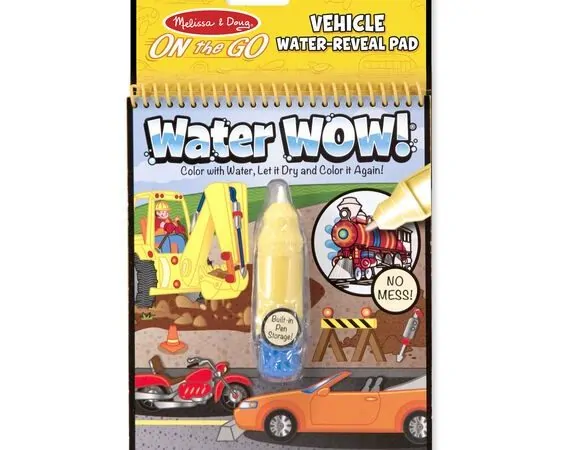 Melissa & Doug
ON the GO
VEHICLE
WATER-REVEAL PAD
Water WOW!
Color with Water, Let it Dry and Color it Again!
NO
MESS!
Built-in
Pen
Storage!